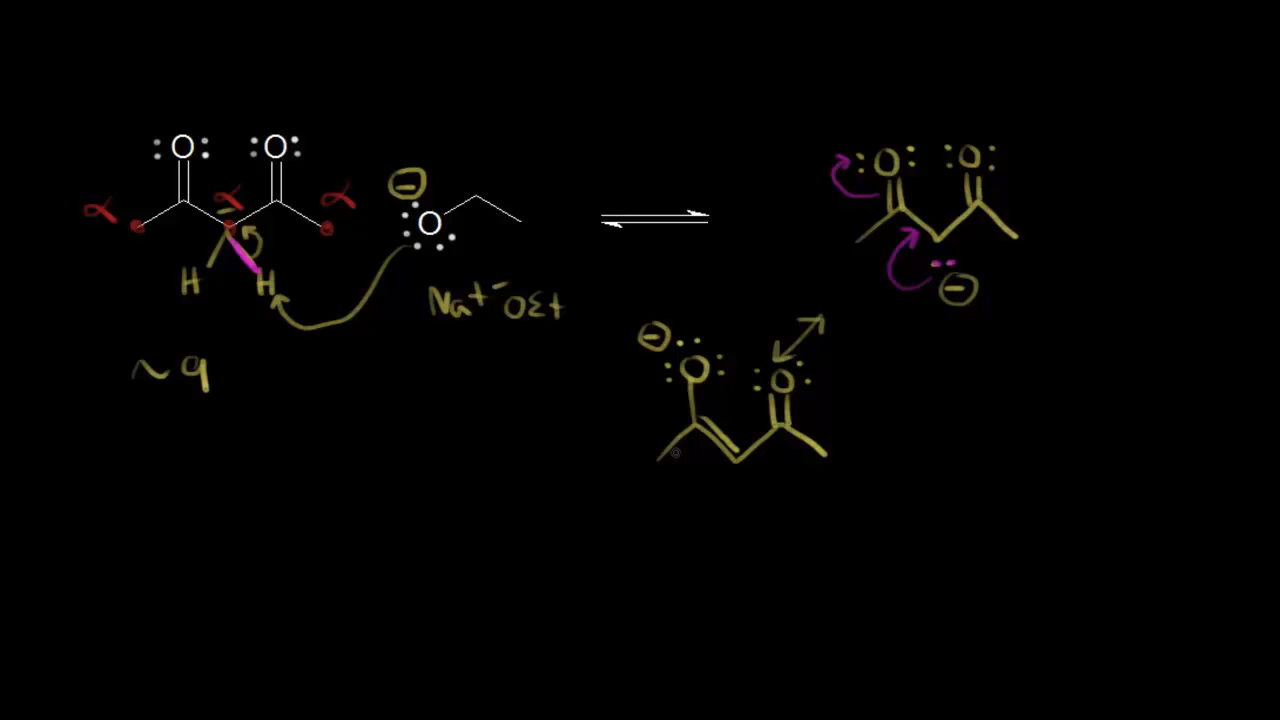 :O: :O:
α α α
⊖
:O:
H H
Na⁺ ⁻OEt
~9
:O: :O:
⊖
⊖
:O: :O: